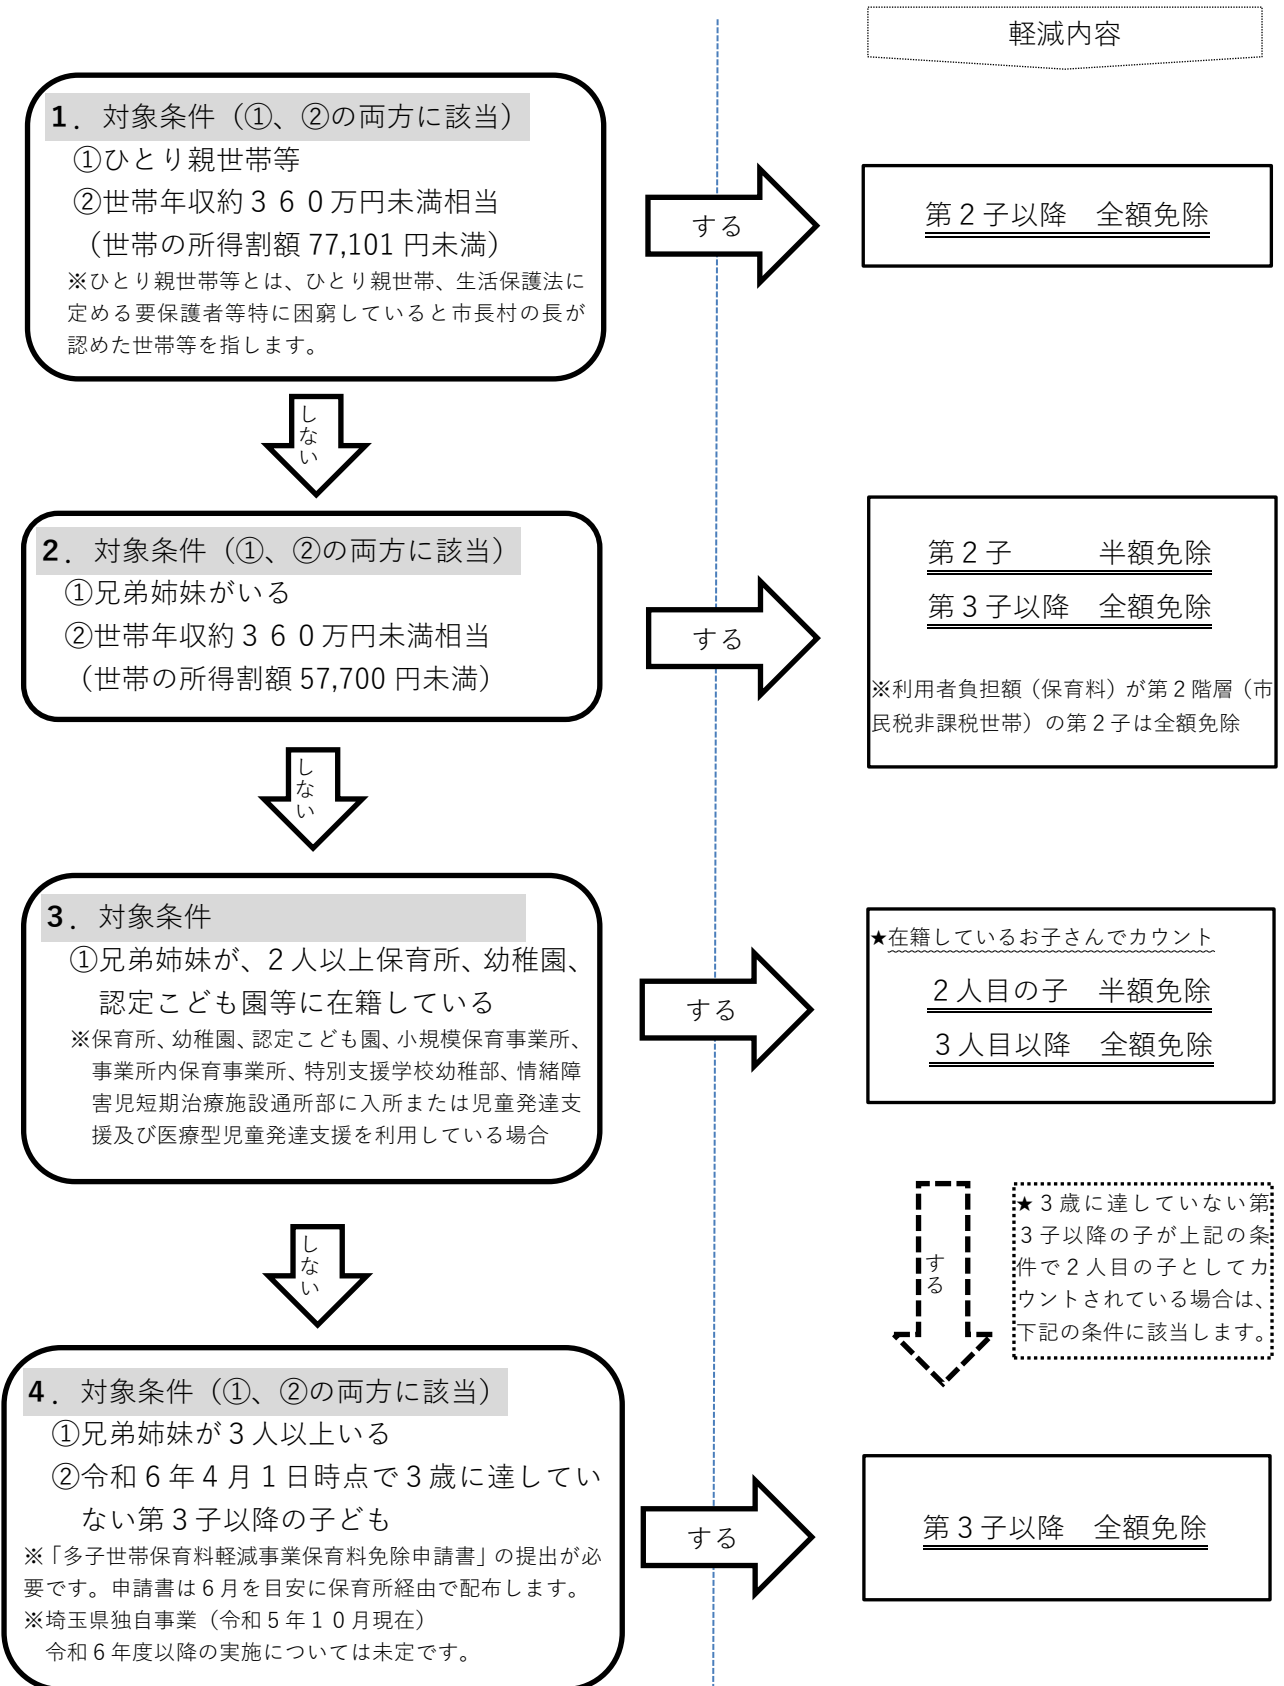 軽減内容
1．対象条件（①、②の両方に該当）
①ひとり親世帯等
②世帯年収約３６０万円未満相当
（世帯の所得割額 77,101 円未満）
※ひとり親世帯等とは、ひとり親世帯、生活保護法に
定める要保護者等特に困窮していると市長村の長が
認めた世帯等を指します。
する
第２子以降　全額免除
しない
2．対象条件（①、②の両方に該当）
①兄弟姉妹がいる
②世帯年収約３６０万円未満相当
（世帯の所得割額 57,700 円未満）
する
第２子　　　半額免除
第３子以降　全額免除
※利用者負担額（保育料）が第２階層（市
民税非課税世帯）の第２子は全額免除
しない
3．対象条件
①兄弟姉妹が、２人以上保育所、幼稚園、
認定こども園等に在籍している
※保育所、幼稚園、認定こども園、小規模保育事業所、
事業所内保育事業所、特別支援学校幼稚部、情緒障
害児短期治療施設通所部に入所または児童発達支
援及び医療型児童発達支援を利用している場合
する
★在籍しているお子さんでカウント
２人目の子　半額免除
３人目以降　全額免除
しない
する
★３歳に達していない第
３子以降の子が上記の条
件で２人目の子としてカ
ウントされている場合は、
下記の条件に該当します。
4．対象条件（①、②の両方に該当）
①兄弟姉妹が３人以上いる
②令和６年４月１日時点で３歳に達してい
ない第３子以降の子ども
※「多子世帯保育料軽減事業保育料免除申請書」の提出が必
要です。申請書は６月を目安に保育所経由で配布します。
※埼玉県独自事業（令和５年１０月現在）
令和６年度以降の実施については未定です。
する
第３子以降　全額免除